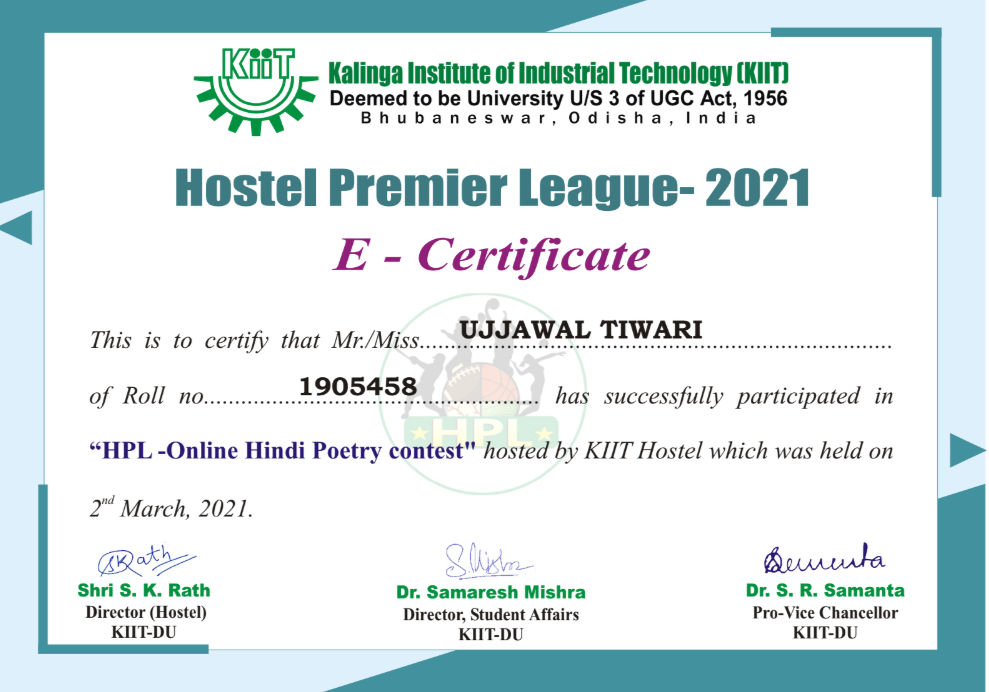 KiiT
Kalinga Institute of Industrial Technology (KIIT)
Deemed to be University U/S 3 of UGC Act, 1956
Bhubaneswar, Odisha, India
Hostel Premier League- 2021
E - Certificate
This is to certify that Mr./Miss.....UJJAWAL TIWARI.....
of Roll no.....1905458..... has successfully participated in
“HPL -Online Hindi Poetry contest" hosted by KIIT Hostel which was held on
HPL
2nd March, 2021.
SKRath
S. Mishra
Samanta
Shri S. K. Rath
Director (Hostel)
KIIT-DU
Dr. Samaresh Mishra
Director, Student Affairs
KIIT-DU
Dr. S. R. Samanta
Pro-Vice Chancellor
KIIT-DU